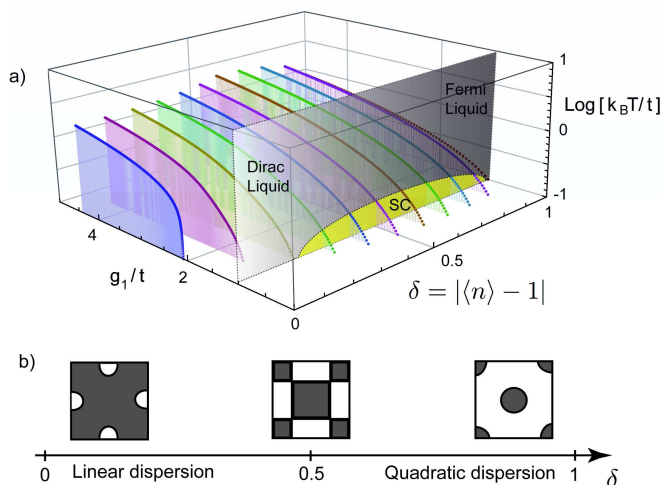 a)
1
Fermi
Liquid
Log [ k_B T/ t]
0
Dirac
Liquid
SC
-1
1
4
0.5
g_1 / t
2
δ = |⟨n⟩ − 1|
0
b)
0
Linear dispersion
0.5
Quadratic dispersion
1
δ